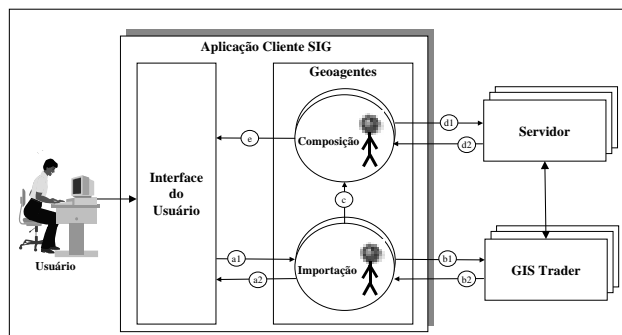 Aplicação Cliente SIG
Geoagentes
Composição
d1
d2
Servidor
e
Interface
do
Usuário
c
Usuário
a1
a2
Importação
b1
b2
GIS Trader